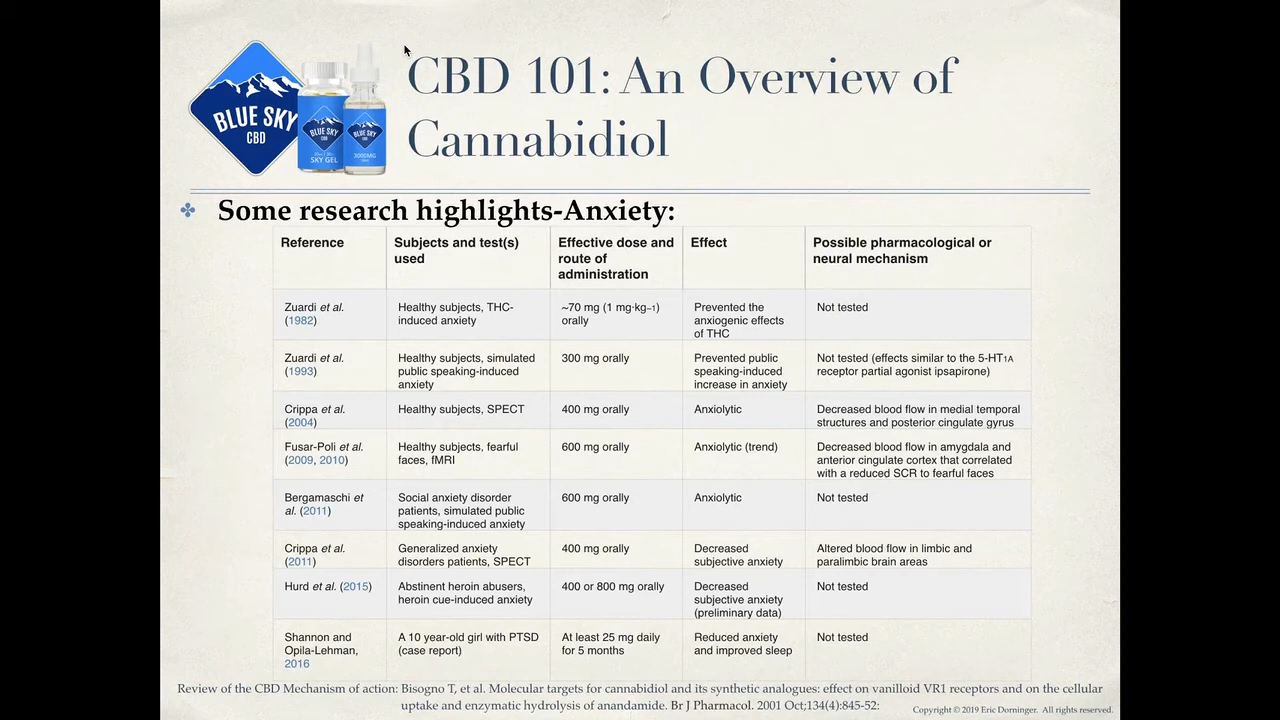 CBD 101: An Overview of
Cannabidiol
BLUE SKY
CBD
BLUE SKY
CBD
SKY GEL
BLUE SKY
CBD
3000MG
Some research highlights-Anxiety:
Reference
Subjects and test(s)
used
Effective dose and
route of
administration
Effect
Possible pharmacological or
neural mechanism
Zuardi et al.
(1982)
Healthy subjects, THC-
induced anxiety
~70 mg (1 mg·kg−1)
orally
Prevented the
anxiogenic effects
of THC
Not tested
Zuardi et al.
(1993)
Healthy subjects, simulated
public speaking-induced
anxiety
300 mg orally
Prevented public
speaking-induced
increase in anxiety
Not tested (effects similar to the 5-HT1A
receptor partial agonist ipsapirone)
Crippa et al.
(2004)
Healthy subjects, SPECT
400 mg orally
Anxiolytic
Decreased blood flow in medial temporal
structures and posterior cingulate gyrus
Fusar-Poli et al.
(2009, 2010)
Healthy subjects, fearful
faces, fMRI
600 mg orally
Anxiolytic (trend)
Decreased blood flow in amygdala and
anterior cingulate cortex that correlated
with a reduced SCR to fearful faces
Bergamaschi et
al. (2011)
Social anxiety disorder
patients, simulated public
speaking-induced anxiety
600 mg orally
Anxiolytic
Not tested
Crippa et al.
(2011)
Generalized anxiety
disorders patients, SPECT
400 mg orally
Decreased
subjective anxiety
Altered blood flow in limbic and
paralimbic brain areas
Hurd et al. (2015)
Abstinent heroin abusers,
heroin cue-induced anxiety
400 or 800 mg orally
Decreased
subjective anxiety
(preliminary data)
Not tested
Shannon and
Opila-Lehman,
2016
A 10 year-old girl with PTSD
(case report)
At least 25 mg daily
for 5 months
Reduced anxiety
and improved sleep
Not tested
Review of the CBD Mechanism of action: Bisogno T, et al. Molecular targets for cannabidiol and its synthetic analogues: effect on vanilloid VR1 receptors and on the cellular
uptake and enzymatic hydrolysis of anandamide. Br J Pharmacol. 2001 Oct;134(4):845-52:
Copyright © 2019 Eric Dorninger. All rights reserved.